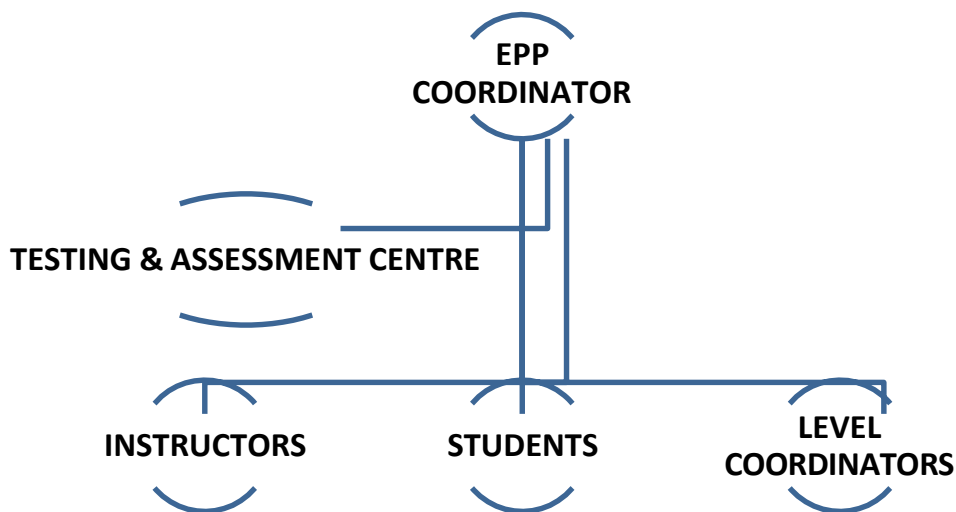 EPP
COORDINATOR
TESTING & ASSESSMENT CENTRE
INSTRUCTORS
STUDENTS
LEVEL
COORDINATORS